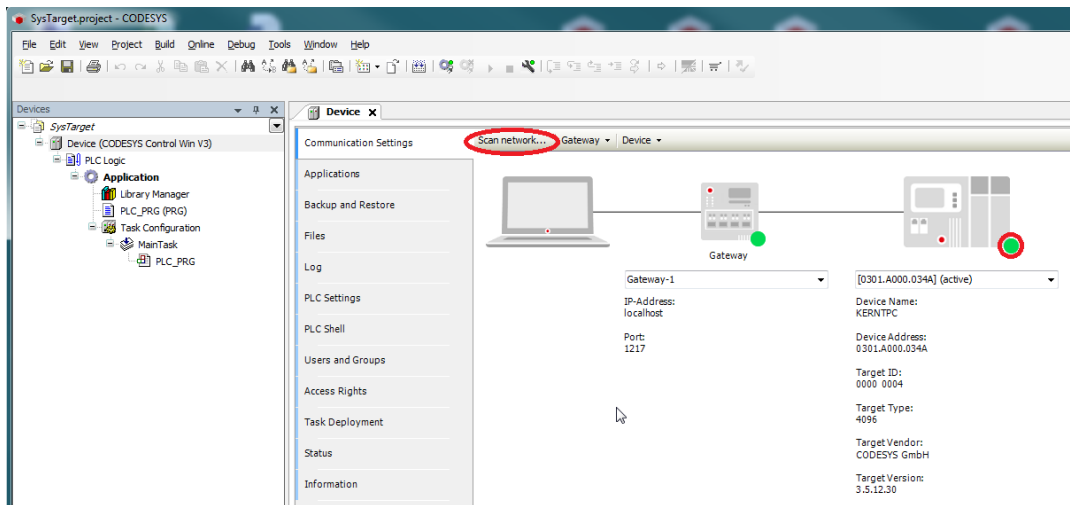 SysTarget.project - CODESYS
File Edit View Project Build Online Debug Tools Window Help
Devices
SysTarget
Device (CODESYS Control Win V3)
PLC Logic
Application
Library Manager
PLC_PRG (PRG)
Task Configuration
MainTask
PLC_PRG
Device
Communication Settings
Applications
Backup and Restore
Files
Log
PLC Settings
PLC Shell
Users and Groups
Access Rights
Task Deployment
Status
Information
Scan network... Gateway Device
Gateway
Gateway-1
IP-Address:
localhost
Port:
1217
[0301.A000.034A] (active)
Device Name:
KERNTPC
Device Address:
0301.A000.034A
Target ID:
0000 0004
Target Type:
4096
Target Vendor:
CODESYS GmbH
Target Version:
3.5.12.30